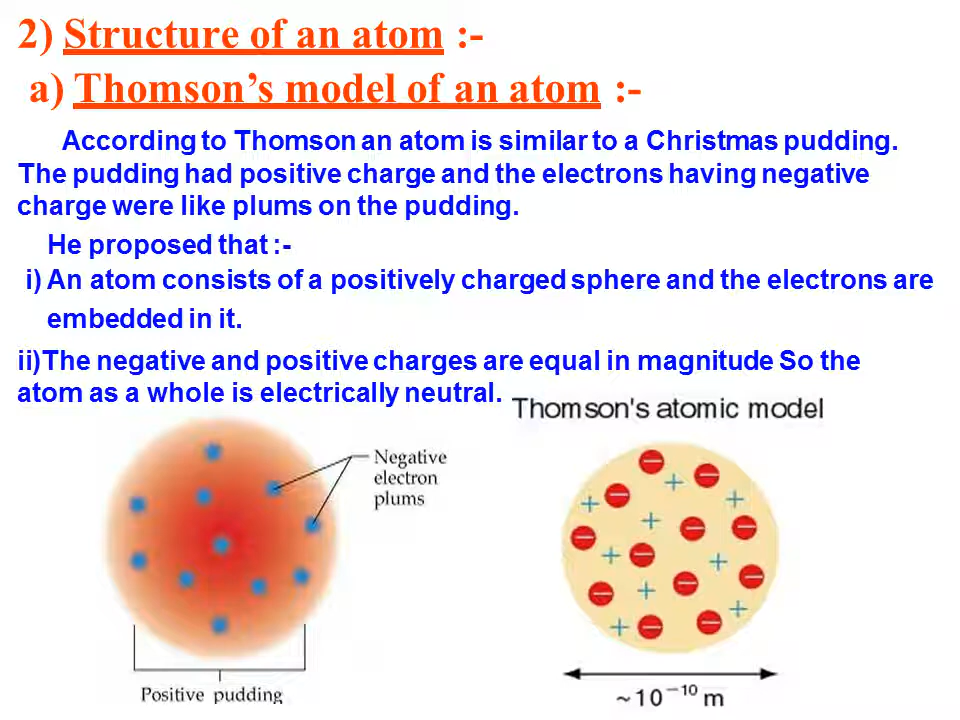 2) Structure of an atom :-
a) Thomson’s model of an atom :-
According to Thomson an atom is similar to a Christmas pudding.
The pudding had positive charge and the electrons having negative
charge were like plums on the pudding.
He proposed that :-
i) An atom consists of a positively charged sphere and the electrons are
embedded in it.
ii)The negative and positive charges are equal in magnitude So the
atom as a whole is electrically neutral.
Thomson's atomic model
Negative
electron
plums
Positive pudding
~10⁻¹⁰ m